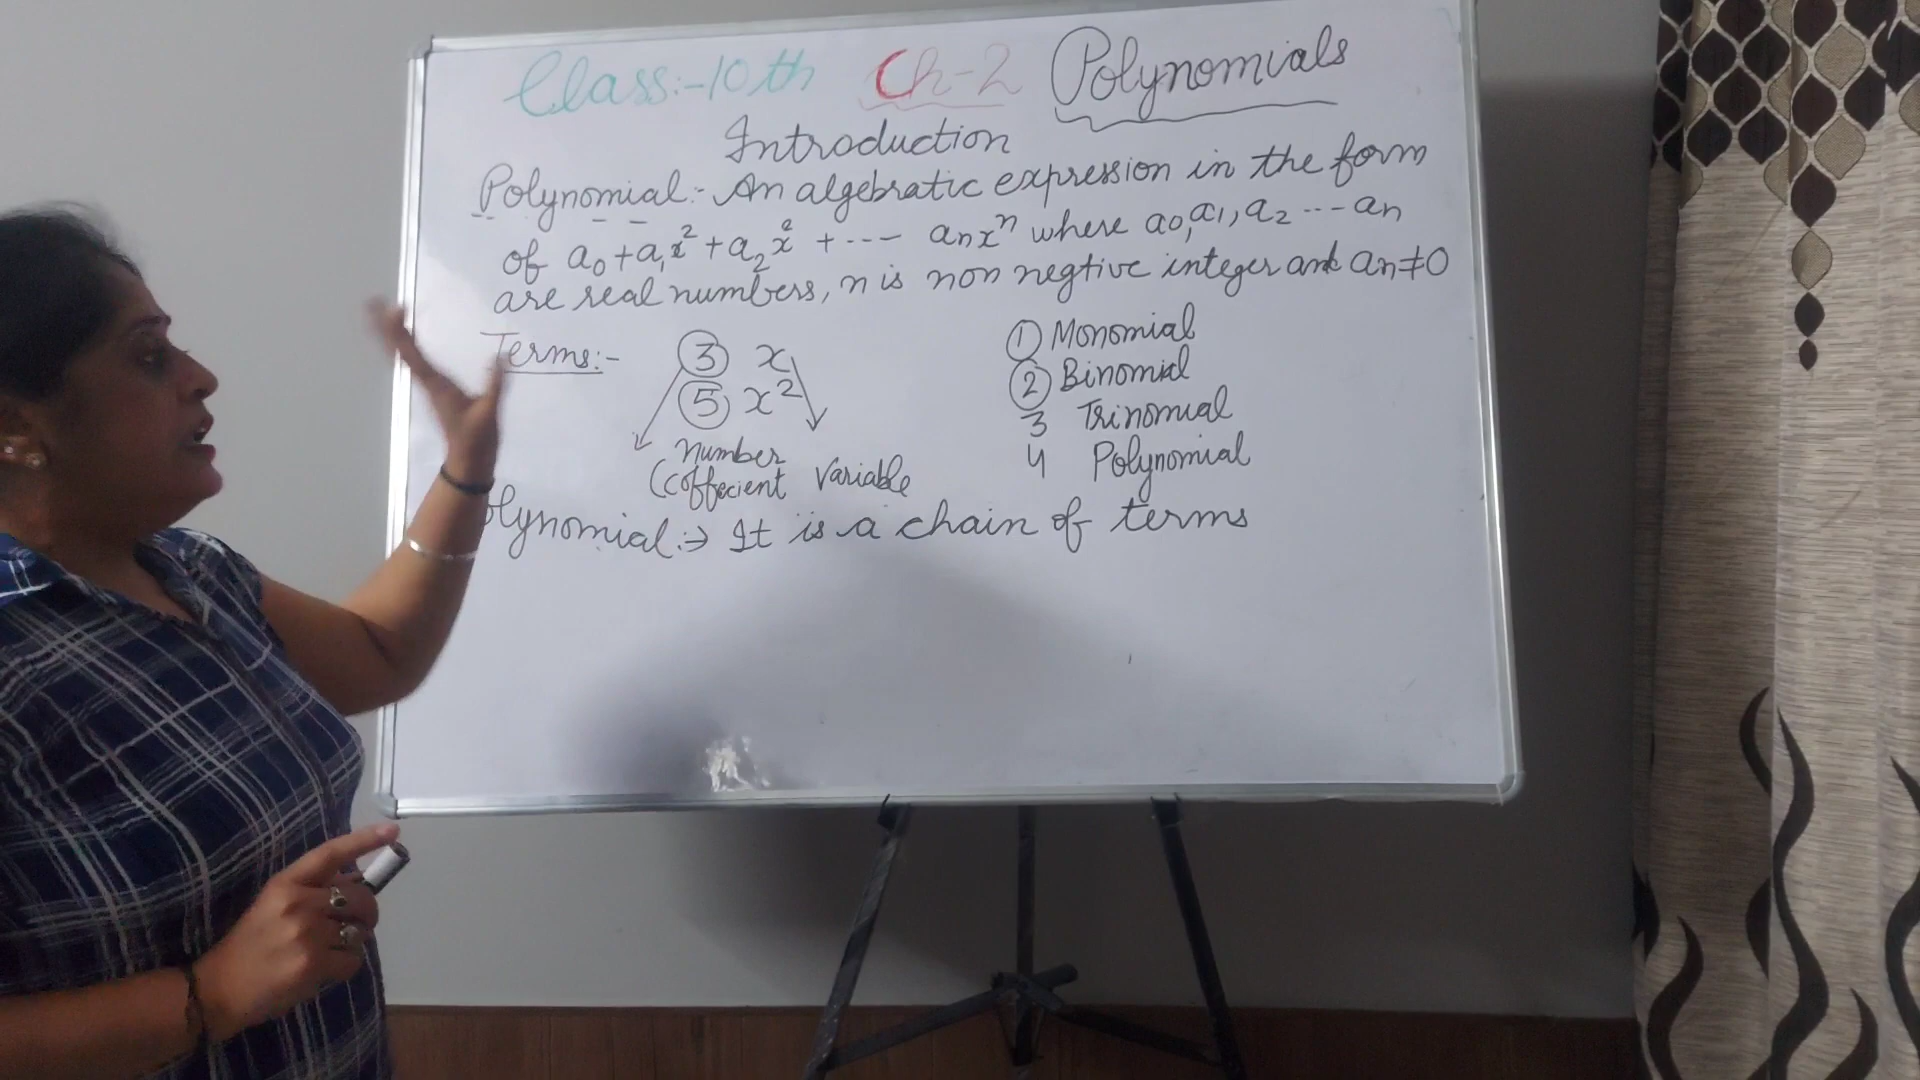 Class:-10th Ch-2 Polynomials
Introduction
Polynomial:- An algebratic expression in the form
of a₀+a₁x²+a₂x² +--- anxⁿ where a₀,a₁,a₂ --- an
are real numbers, n is non negtive integer and an≠0
Terms:- 3 x
5 x²
number
(coffecient variable
1 Monomial
2 Binomial
3 Trinomial
4 Polynomial
olynomial:→ It is a chain of terms